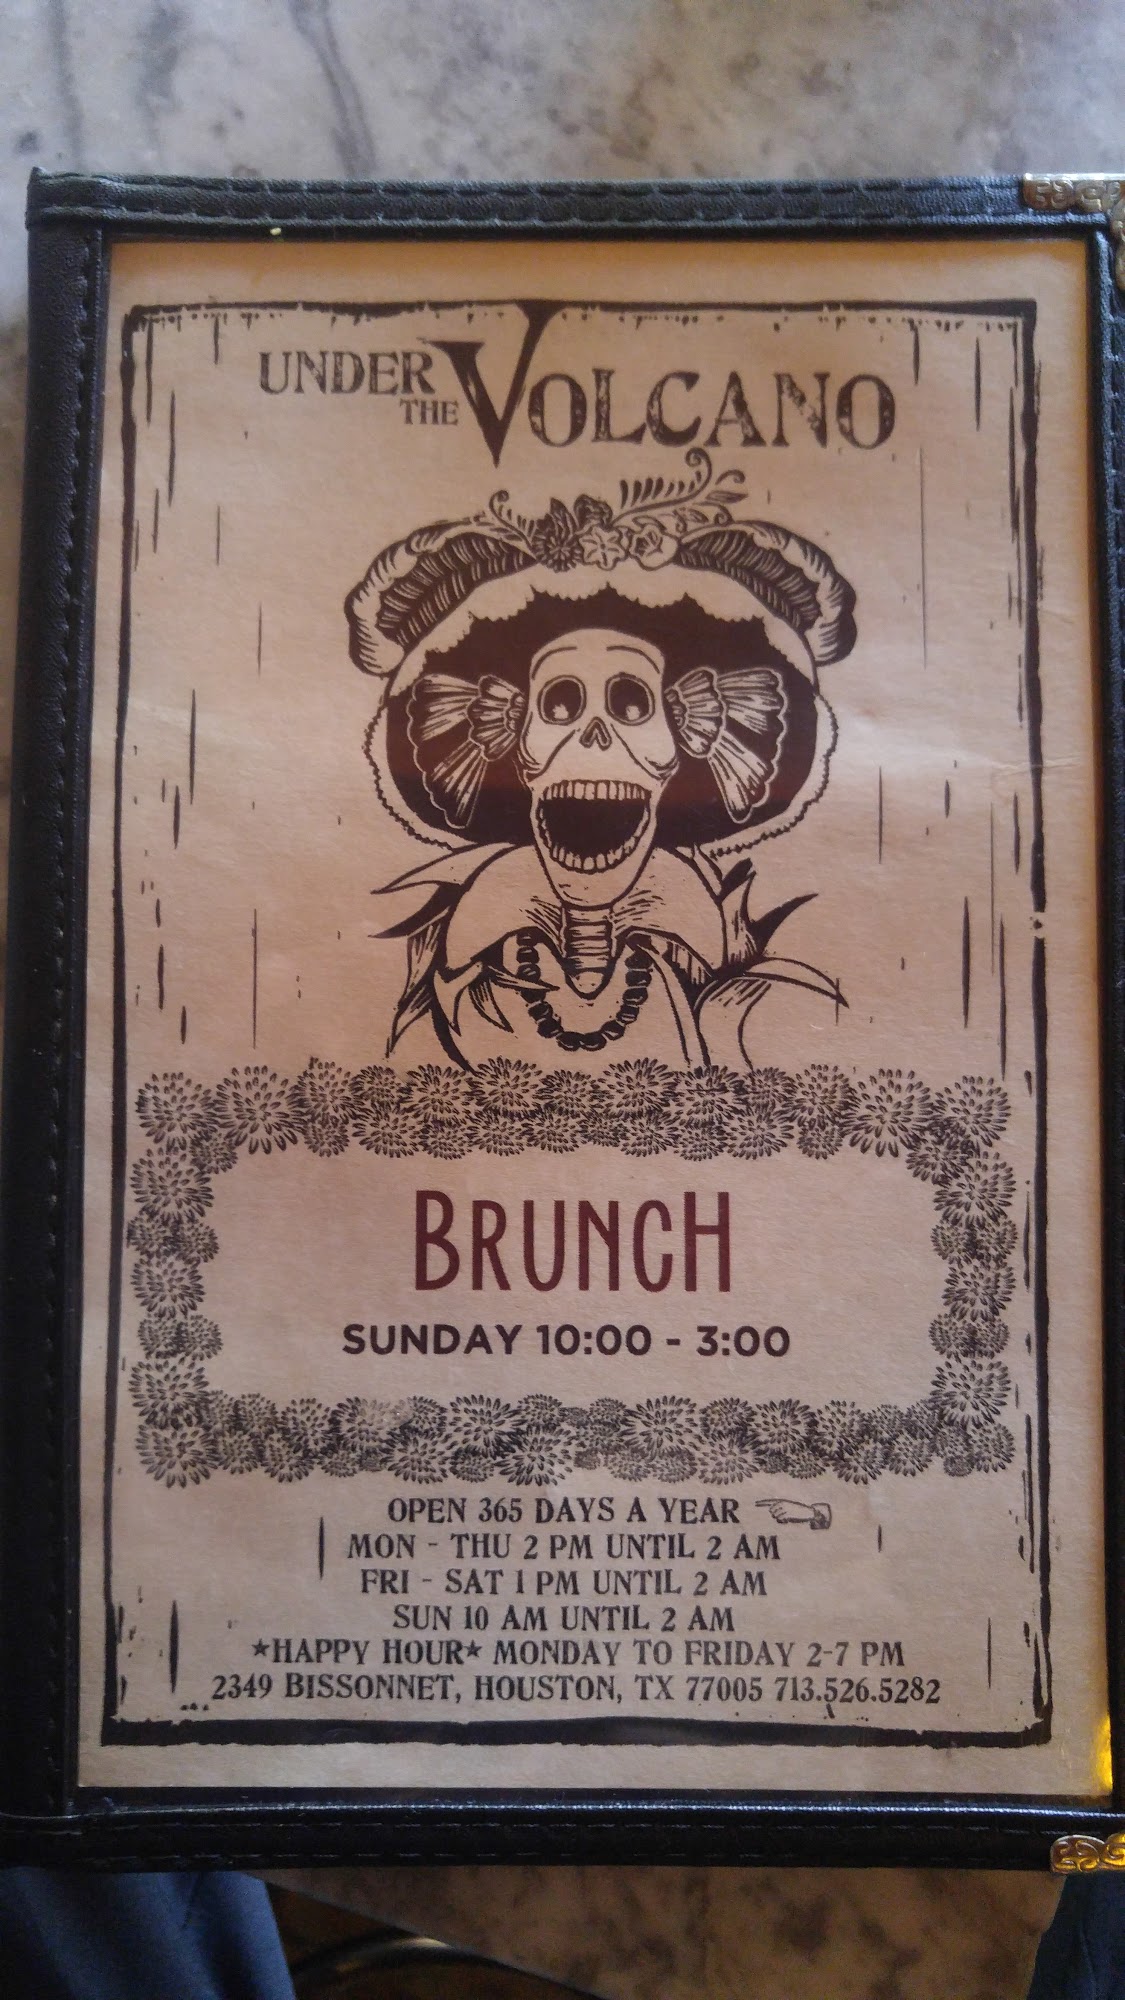 UNDER THE VOLCANO
BRUNCH
SUNDAY 10:00 - 3:00
OPEN 365 DAYS A YEAR
MON - THU 2 PM UNTIL 2 AM
FRI - SAT 1 PM UNTIL 2 AM
SUN 10 AM UNTIL 2 AM
★HAPPY HOUR★ MONDAY TO FRIDAY 2-7 PM
2349 BISSONNET, HOUSTON, TX 77005 713.526.5282